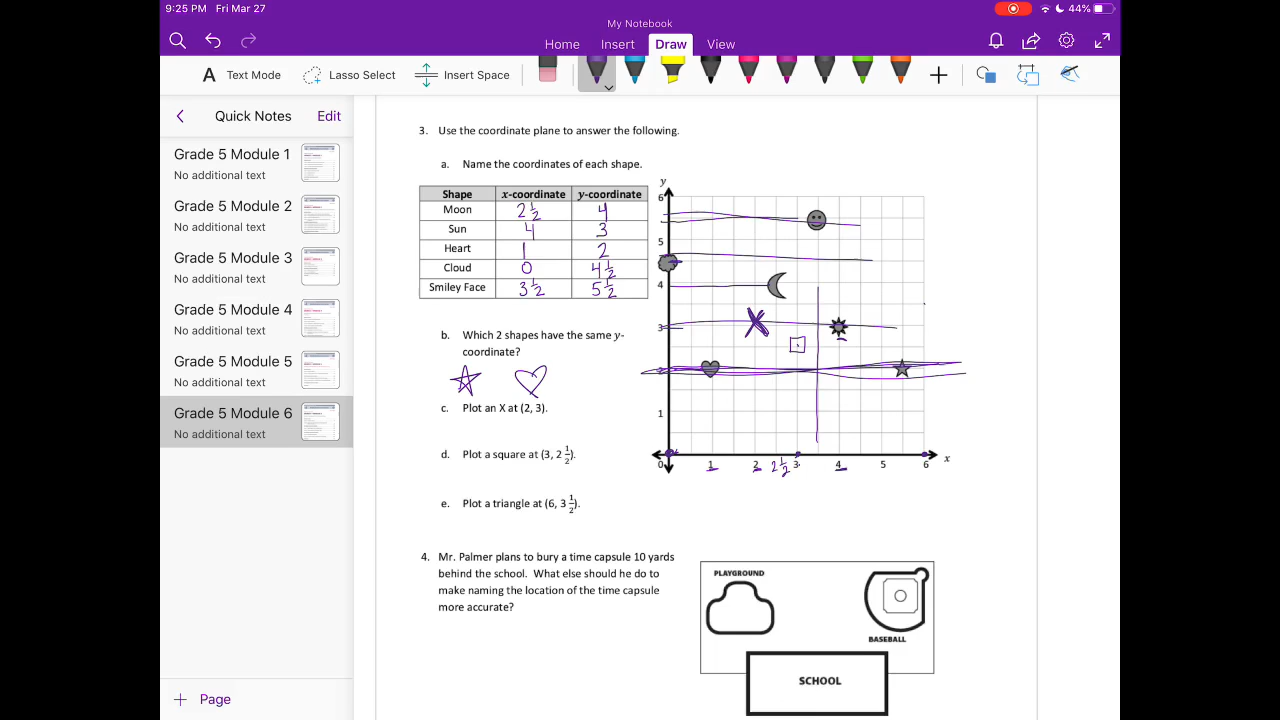 9:25 PM Fri Mar 27
44%
My Notebook
Home Insert Draw View
A Text Mode Lasso Select Insert Space
Quick Notes Edit
Grade 5 Module 1
No additional text
Grade 5 Module 2
No additional text
Grade 5 Module 3
No additional text
Grade 5 Module 4
No additional text
Grade 5 Module 5
No additional text
Grade 5 Module 6
No additional text
+ Page
3. Use the coordinate plane to answer the following.
a. Name the coordinates of each shape.
Shape x-coordinate y-coordinate
Moon 2 1/2 4
Sun 4 3
Heart 1 2
Cloud 0 4 1/2
Smiley Face 3 1/2 5 1/2
b. Which 2 shapes have the same y-
coordinate?
c. Plot an X at (2, 3).
d. Plot a square at (3, 2 1/2).
e. Plot a triangle at (6, 3 1/2).
y
6
5
4
3
2
1
0 1 2 2 1/2 3 4 5 6 x
X
4. Mr. Palmer plans to bury a time capsule 10 yards
behind the school. What else should he do to
make naming the location of the time capsule
more accurate?
PLAYGROUND
BASEBALL
SCHOOL